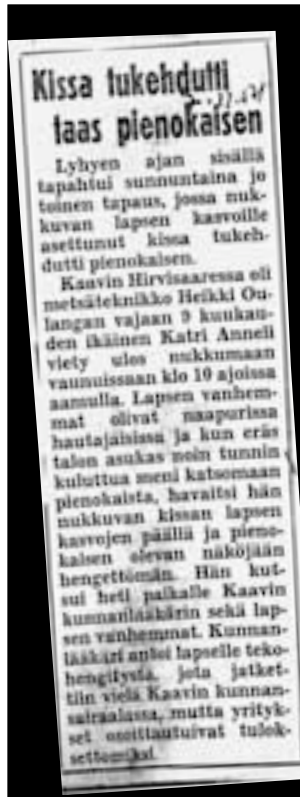 Kissa tukehdutti
taas pienokaisen
Lyhyen ajan sisällä
tapahtui sunnuntaina jo
toinen tapaus, jossa nuk-
kuvan lapsen kasvoille
asettunut kissa tukeh-
dutti pienokaisen.
Kaavin Hirvisaaressa oli
metsäteknikko Heikki Ou-
langan vajaan 9 kuukau-
den ikäinen Katri Anneli
viety ulos nukkumaan
vaunuissaan klo 10 ajoissa
aamulla. Lapsen vanhem-
mat olivat naapurissa
hautajaisissa ja kun eräs
talon asukas noin tunnin
kuluttua meni katsomaan
pienokaista, havaitsi hän
nukkuvan kissan lapsen
kasvojen päällä ja pieno-
kaisen olevan näköjään
hengettömän. Hän kut-
sui heti paikalle Kaavin
kunnanlääkärin sekä lap-
sen vanhemmat. Kunnan-
lääkäri antoi lapselle teko-
hengitystä, jota jatket-
tiin vielä Kaavin kunnan-
sairaalassa, mutta yrityk-
set osoittautuivat tulok-
settomiksi.